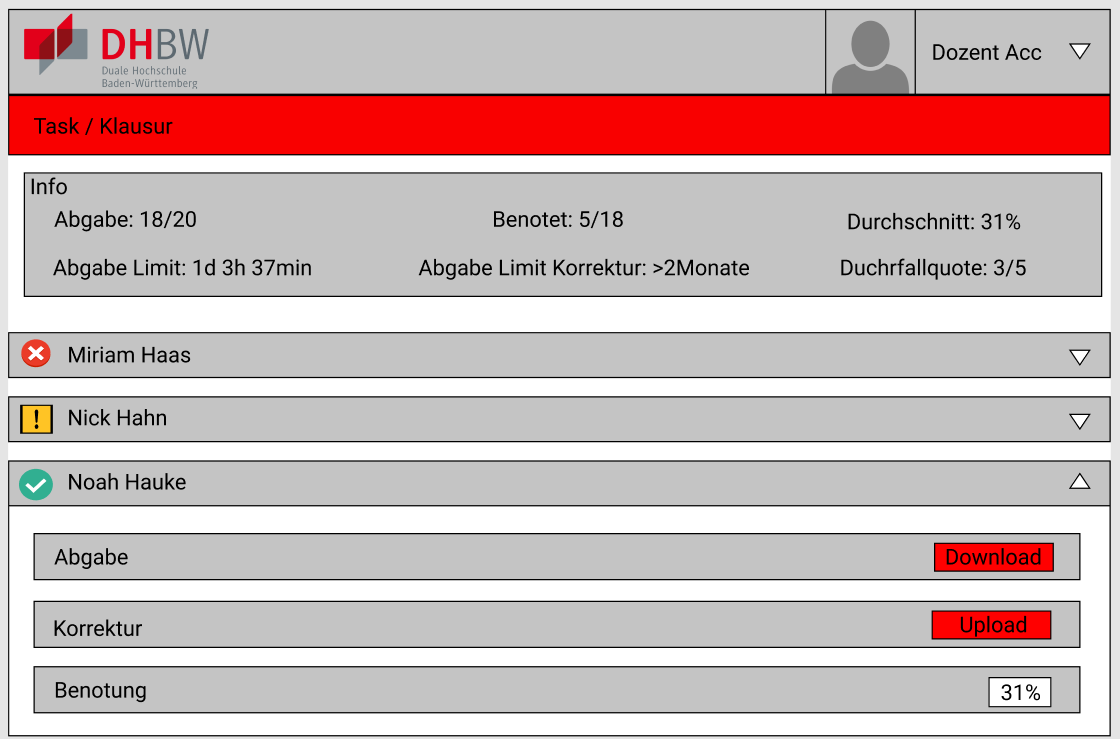 DHBW
Duale Hochschule
Baden-Württemberg
Dozent Acc
Task / Klausur
Info
Abgabe: 18/20
Benotet: 5/18
Durchschnitt: 31%
Abgabe Limit: 1d 3h 37min
Abgabe Limit Korrektur: >2Monate
Duchrfallquote: 3/5
Miriam Haas
! Nick Hahn
Noah Hauke
Abgabe
Download
Korrektur
Upload
Benotung
31%